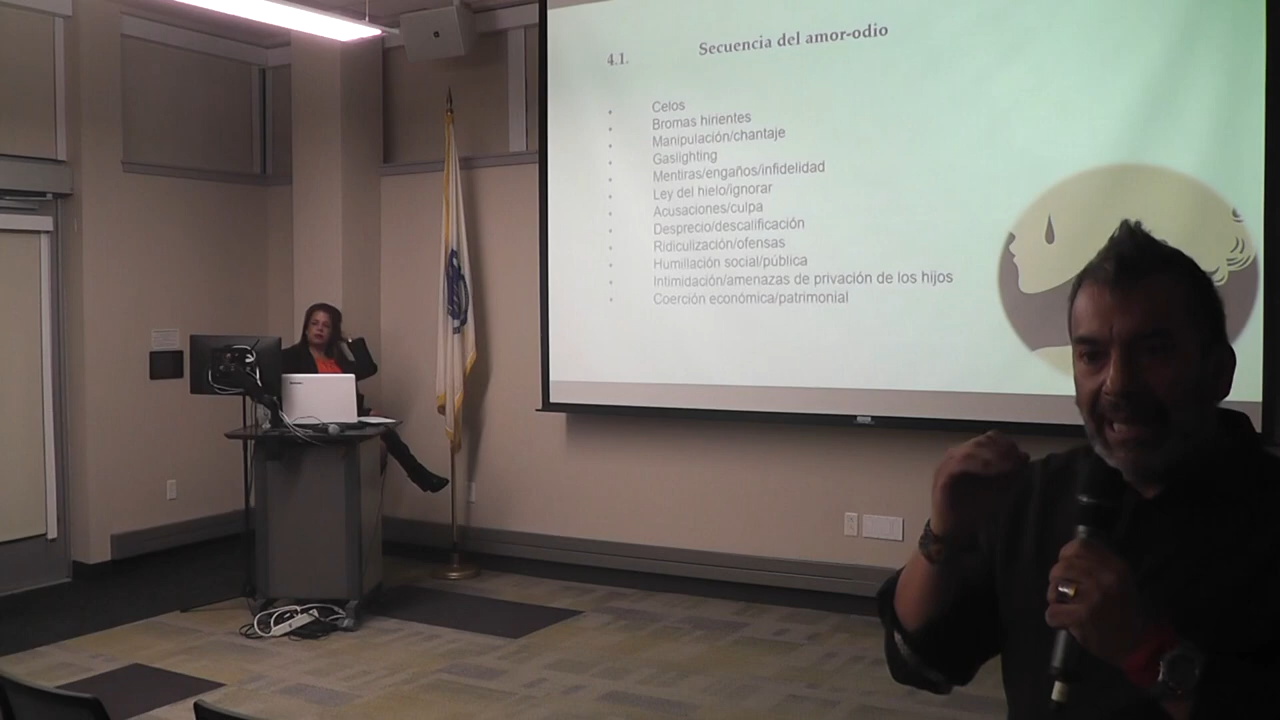 4.1. Secuencia del amor-odio
Celos
Bromas hirientes
Manipulación/chantaje
Gaslighting
Mentiras/engaños/infidelidad
Ley del hielo/ignorar
Acusaciones/culpa
Desprecio/descalificación
Ridiculización/ofensas
Humillación social/pública
Intimidación/amenazas de privación de los hijos
Coerción económica/patrimonial